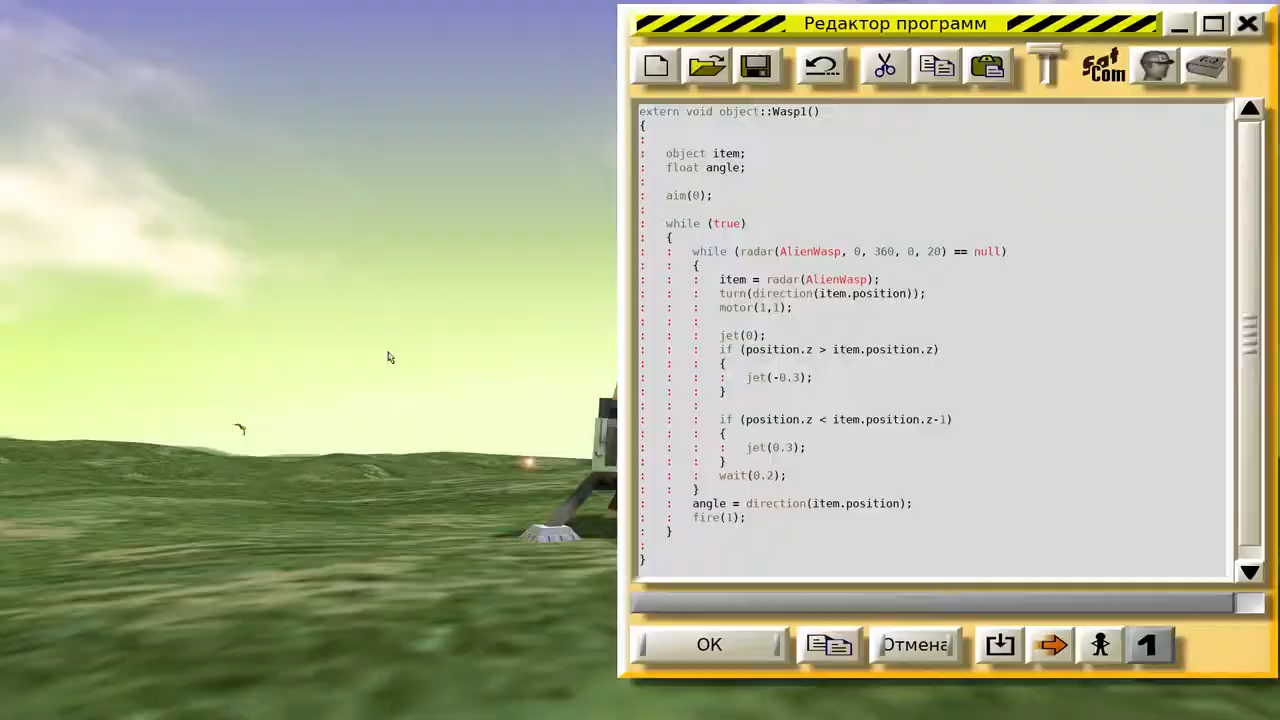 Редактор программ
Sat
Com
extern void object::Wasp1()
{
:
:   object item;
:   float angle;
:
:   aim(0);
:
:   while (true)
:   {
:   :   while (radar(AlienWasp, 0, 360, 0, 20) == null)
:   :   {
:   :   :   item = radar(AlienWasp);
:   :   :   turn(direction(item.position));
:   :   :   motor(1,1);
:   :   :
:   :   :   jet(0);
:   :   :   if (position.z > item.position.z)
:   :   :   {
:   :   :   :   jet(-0.3);
:   :   :   }
:   :   :
:   :   :   if (position.z < item.position.z-1)
:   :   :   {
:   :   :   :   jet(0.3);
:   :   :   }
:   :   :   wait(0.2);
:   :   }
:   :   angle = direction(item.position);
:   :   fire(1);
:   }
:
}
OK Отмена 1